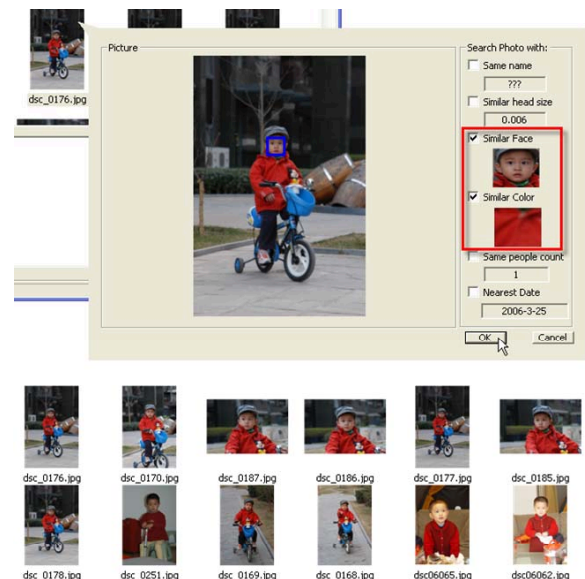 dsc_0176.jpg
Picture
Search Photo with:
Same name
???
Similar head size
0.006
Similar Face
Similar Color
Same people count
1
Nearest Date
2006-3-25
OK
Cancel
dsc_0176.jpg dsc_0170.jpg dsc_0187.jpg dsc_0186.jpg dsc_0177.jpg dsc_0185.jpg
dsc_0178.jpg dsc_0251.jpg dsc_0169.jpg dsc_0168.jpg dsc06065.jpg dsc06062.jpg